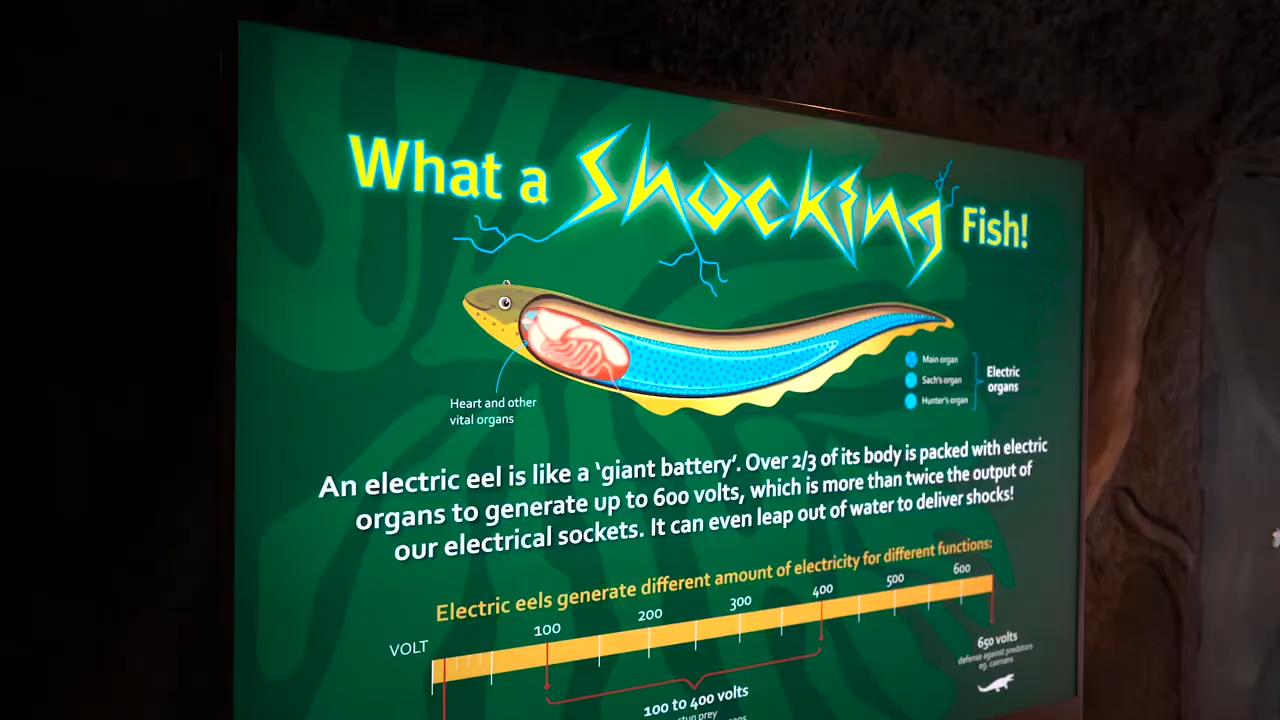 What a Shocking Fish!
Heart and other
vital organs
Main organ
Sach's organ
Hunter's organ
Electric
organs
An electric eel is like a 'giant battery'. Over 2/3 of its body is packed with electric
organs to generate up to 600 volts, which is more than twice the output of
our electrical sockets. It can even leap out of water to deliver shocks!
Electric eels generate different amount of electricity for different functions:
VOLT 100 200 300 400 500 600
650 volts
defense against predators
eg. caimans
100 to 400 volts
stun prey